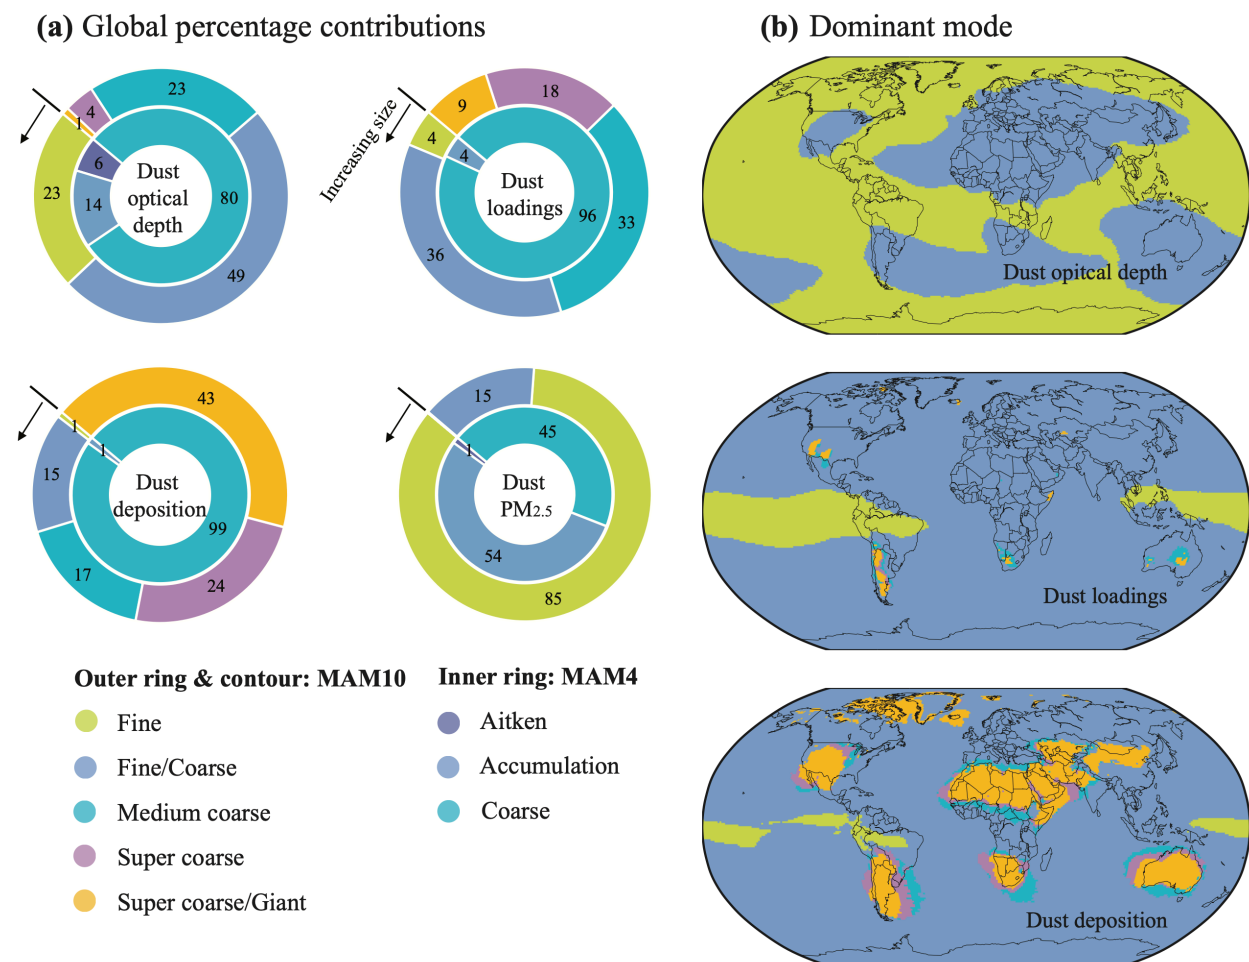 (a) Global percentage contributions
(b) Dominant mode
23
4
1
6
Dust
optical
depth
80
23
14
49
Increasing size
9
18
4
4
Dust
loadings
96
33
36
Dust opitcal depth
43
1
1
15
Dust
deposition
99
17
24
15
45
1
Dust
PM2.5
54
85
Dust loadings
Outer ring & contour: MAM10
Fine
Fine/Coarse
Medium coarse
Super coarse
Super coarse/Giant
Inner ring: MAM4
Aitken
Accumulation
Coarse
Dust deposition